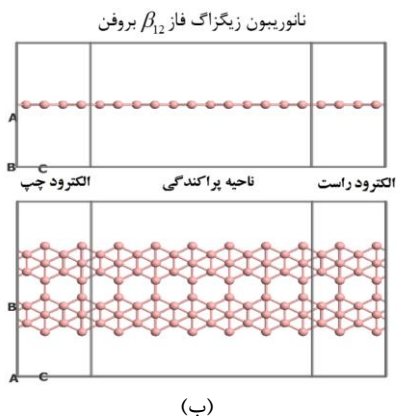 نانوریبون زیگزاگ فاز β₁₂ بروفن
A
B C
الکترود چپ ناحیه پراکندگی الکترود راست
B
A C
(ب)